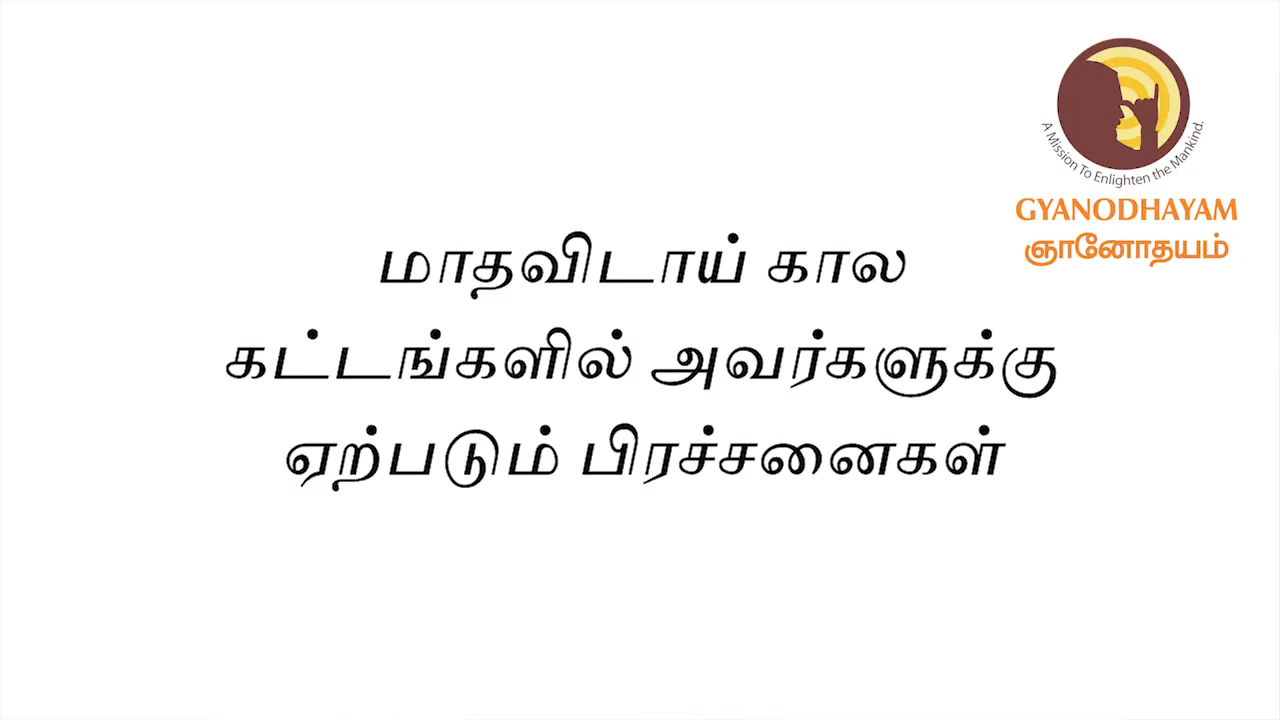 A Mission To Enlighten the Mankind.
GYANODHAYAM
ஞானோதயம்
மாதவிடாய் கால
கட்டங்களில் அவர்களுக்கு
ஏற்படும் பிரச்சனைகள்